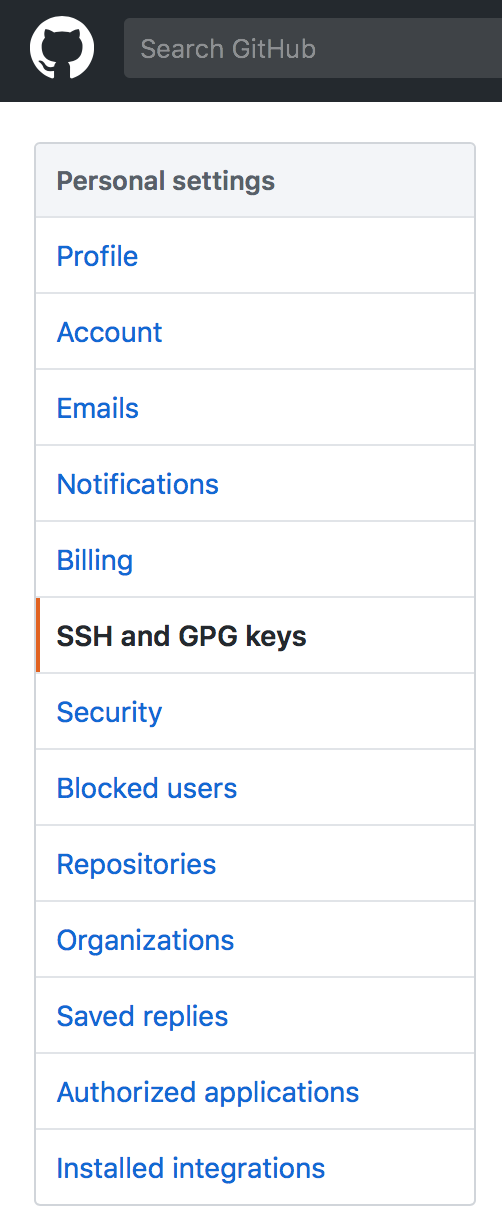 Search GitHub
Personal settings
Profile
Account
Emails
Notifications
Billing
SSH and GPG keys
Security
Blocked users
Repositories
Organizations
Saved replies
Authorized applications
Installed integrations